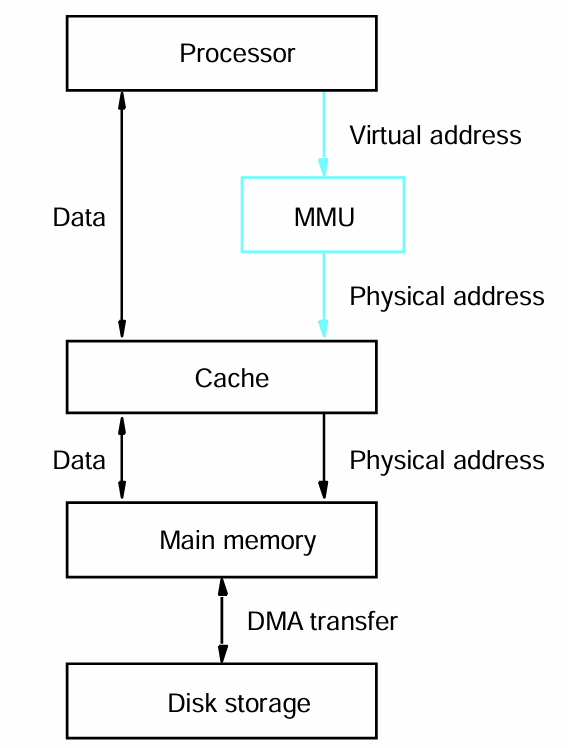 Processor
Virtual address
Data
MMU
Physical address
Cache
Data
Physical address
Main memory
DMA transfer
Disk storage